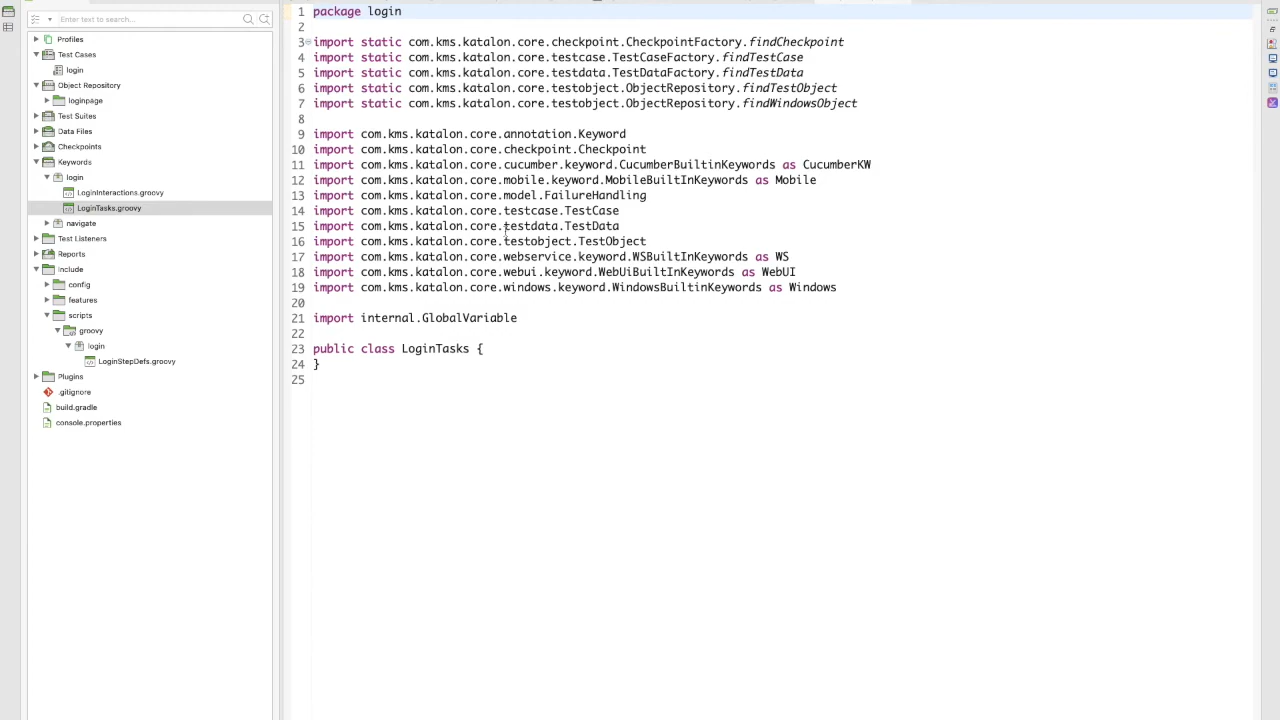 Enter text to search...
Profiles
Test Cases
login
Object Repository
loginpage
Test Suites
Data Files
Checkpoints
Keywords
login
LoginInteractions.groovy
LoginTasks.groovy
navigate
Test Listeners
Reports
Include
config
features
scripts
groovy
login
LoginStepDefs.groovy
Plugins
.gitignore
build.gradle
console.properties
1 package login
2
3 import static com.kms.katalon.core.checkpoint.CheckpointFactory.findCheckpoint
4 import static com.kms.katalon.core.testcase.TestCaseFactory.findTestCase
5 import static com.kms.katalon.core.testdata.TestDataFactory.findTestData
6 import static com.kms.katalon.core.testobject.ObjectRepository.findTestObject
7 import static com.kms.katalon.core.testobject.ObjectRepository.findWindowsObject
8
9 import com.kms.katalon.core.annotation.Keyword
10 import com.kms.katalon.core.checkpoint.Checkpoint
11 import com.kms.katalon.core.cucumber.keyword.CucumberBuiltinKeywords as CucumberKW
12 import com.kms.katalon.core.mobile.keyword.MobileBuiltInKeywords as Mobile
13 import com.kms.katalon.core.model.FailureHandling
14 import com.kms.katalon.core.testcase.TestCase
15 import com.kms.katalon.core.testdata.TestData
16 import com.kms.katalon.core.testobject.TestObject
17 import com.kms.katalon.core.webservice.keyword.WSBuiltInKeywords as WS
18 import com.kms.katalon.core.webui.keyword.WebUiBuiltInKeywords as WebUI
19 import com.kms.katalon.core.windows.keyword.WindowsBuiltinKeywords as Windows
20
21 import internal.GlobalVariable
22
23 public class LoginTasks {
24 }
25